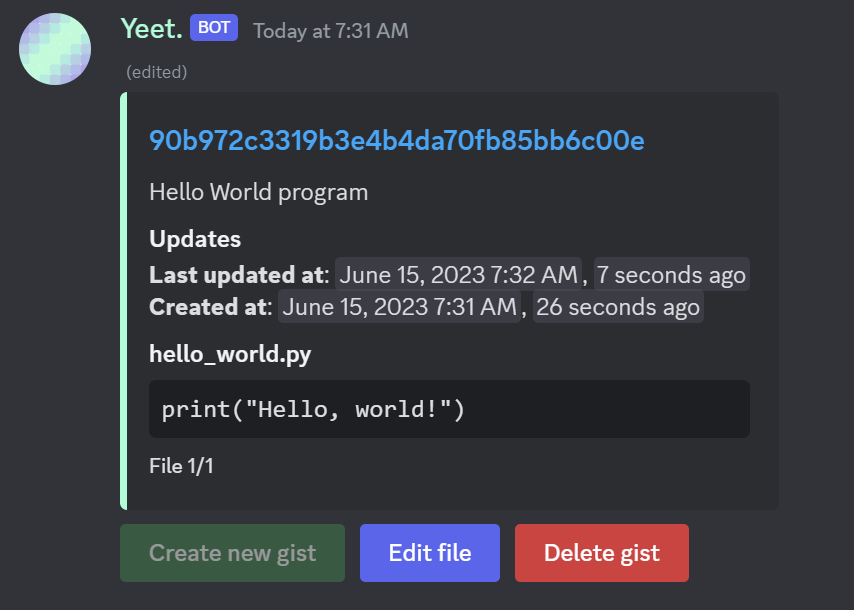 Yeet. BOT Today at 7:31 AM
(edited)
90b972c3319b3e4b4da70fb85bb6c00e
Hello World program
Updates
Last updated at: June 15, 2023 7:32 AM, 7 seconds ago
Created at: June 15, 2023 7:31 AM, 26 seconds ago
hello_world.py
print("Hello, world!")
File 1/1
Create new gist Edit file Delete gist